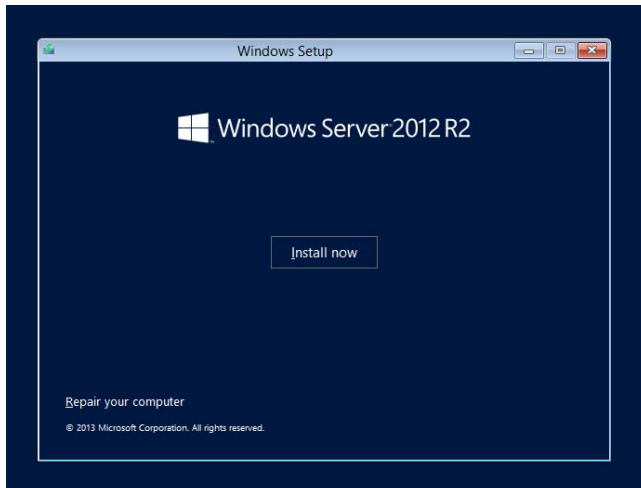 Windows Setup
Windows Server 2012 R2
Install now
Repair your computer
© 2013 Microsoft Corporation. All rights reserved.